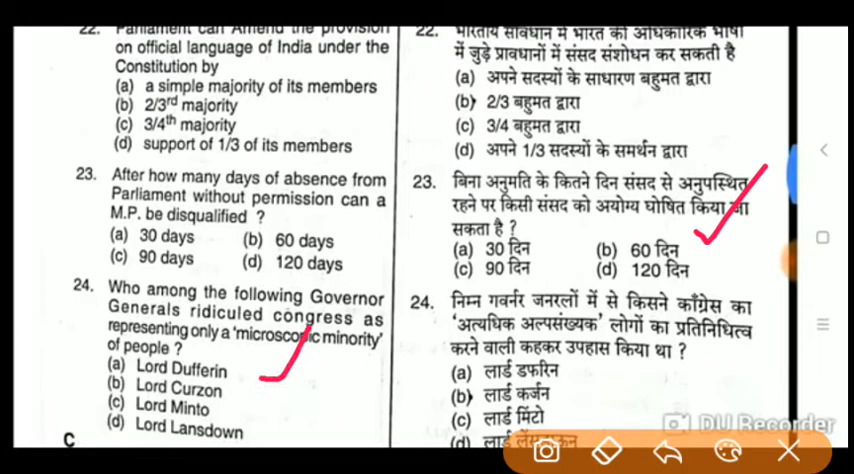 22. Parliament can Amend the provision
on official language of India under the
Constitution by
(a) a simple majority of its members
(b) 2/3rd majority
(c) 3/4th majority
(d) support of 1/3 of its members
23. After how many days of absence from
Parliament without permission can a
M.P. be disqualified ?
(a) 30 days (b) 60 days
(c) 90 days (d) 120 days
24. Who among the following Governor
Generals ridiculed congress as
representing only a 'microscopic minority'
of people ?
(a) Lord Dufferin
(b) Lord Curzon
(c) Lord Minto
(d) Lord Lansdown
C
22. भारतीय संविधान में भारत की आधिकारिक भाषा
में जुड़े प्रावधानों में संसद संशोधन कर सकती है
(a) अपने सदस्यों के साधारण बहुमत द्वारा
(b) 2/3 बहुमत द्वारा
(c) 3/4 बहुमत द्वारा
(d) अपने 1/3 सदस्यों के समर्थन द्वारा
23. बिना अनुमति के कितने दिन संसद से अनुपस्थित
रहने पर किसी संसद को अयोग्य घोषित किया जा
सकता है ?
(a) 30 दिन (b) 60 दिन
(c) 90 दिन (d) 120 दिन
24. निम्न गवर्नर जनरलों में से किसने काँग्रेस का
'अत्यधिक अल्पसंख्यक' लोगों का प्रतिनिधित्व
करने वाली कहकर उपहास किया था ?
(a) लार्ड डफरिन
(b) लार्ड कर्जन
(c) लार्ड मिंटो
(d) लार्ड
DU Recorder